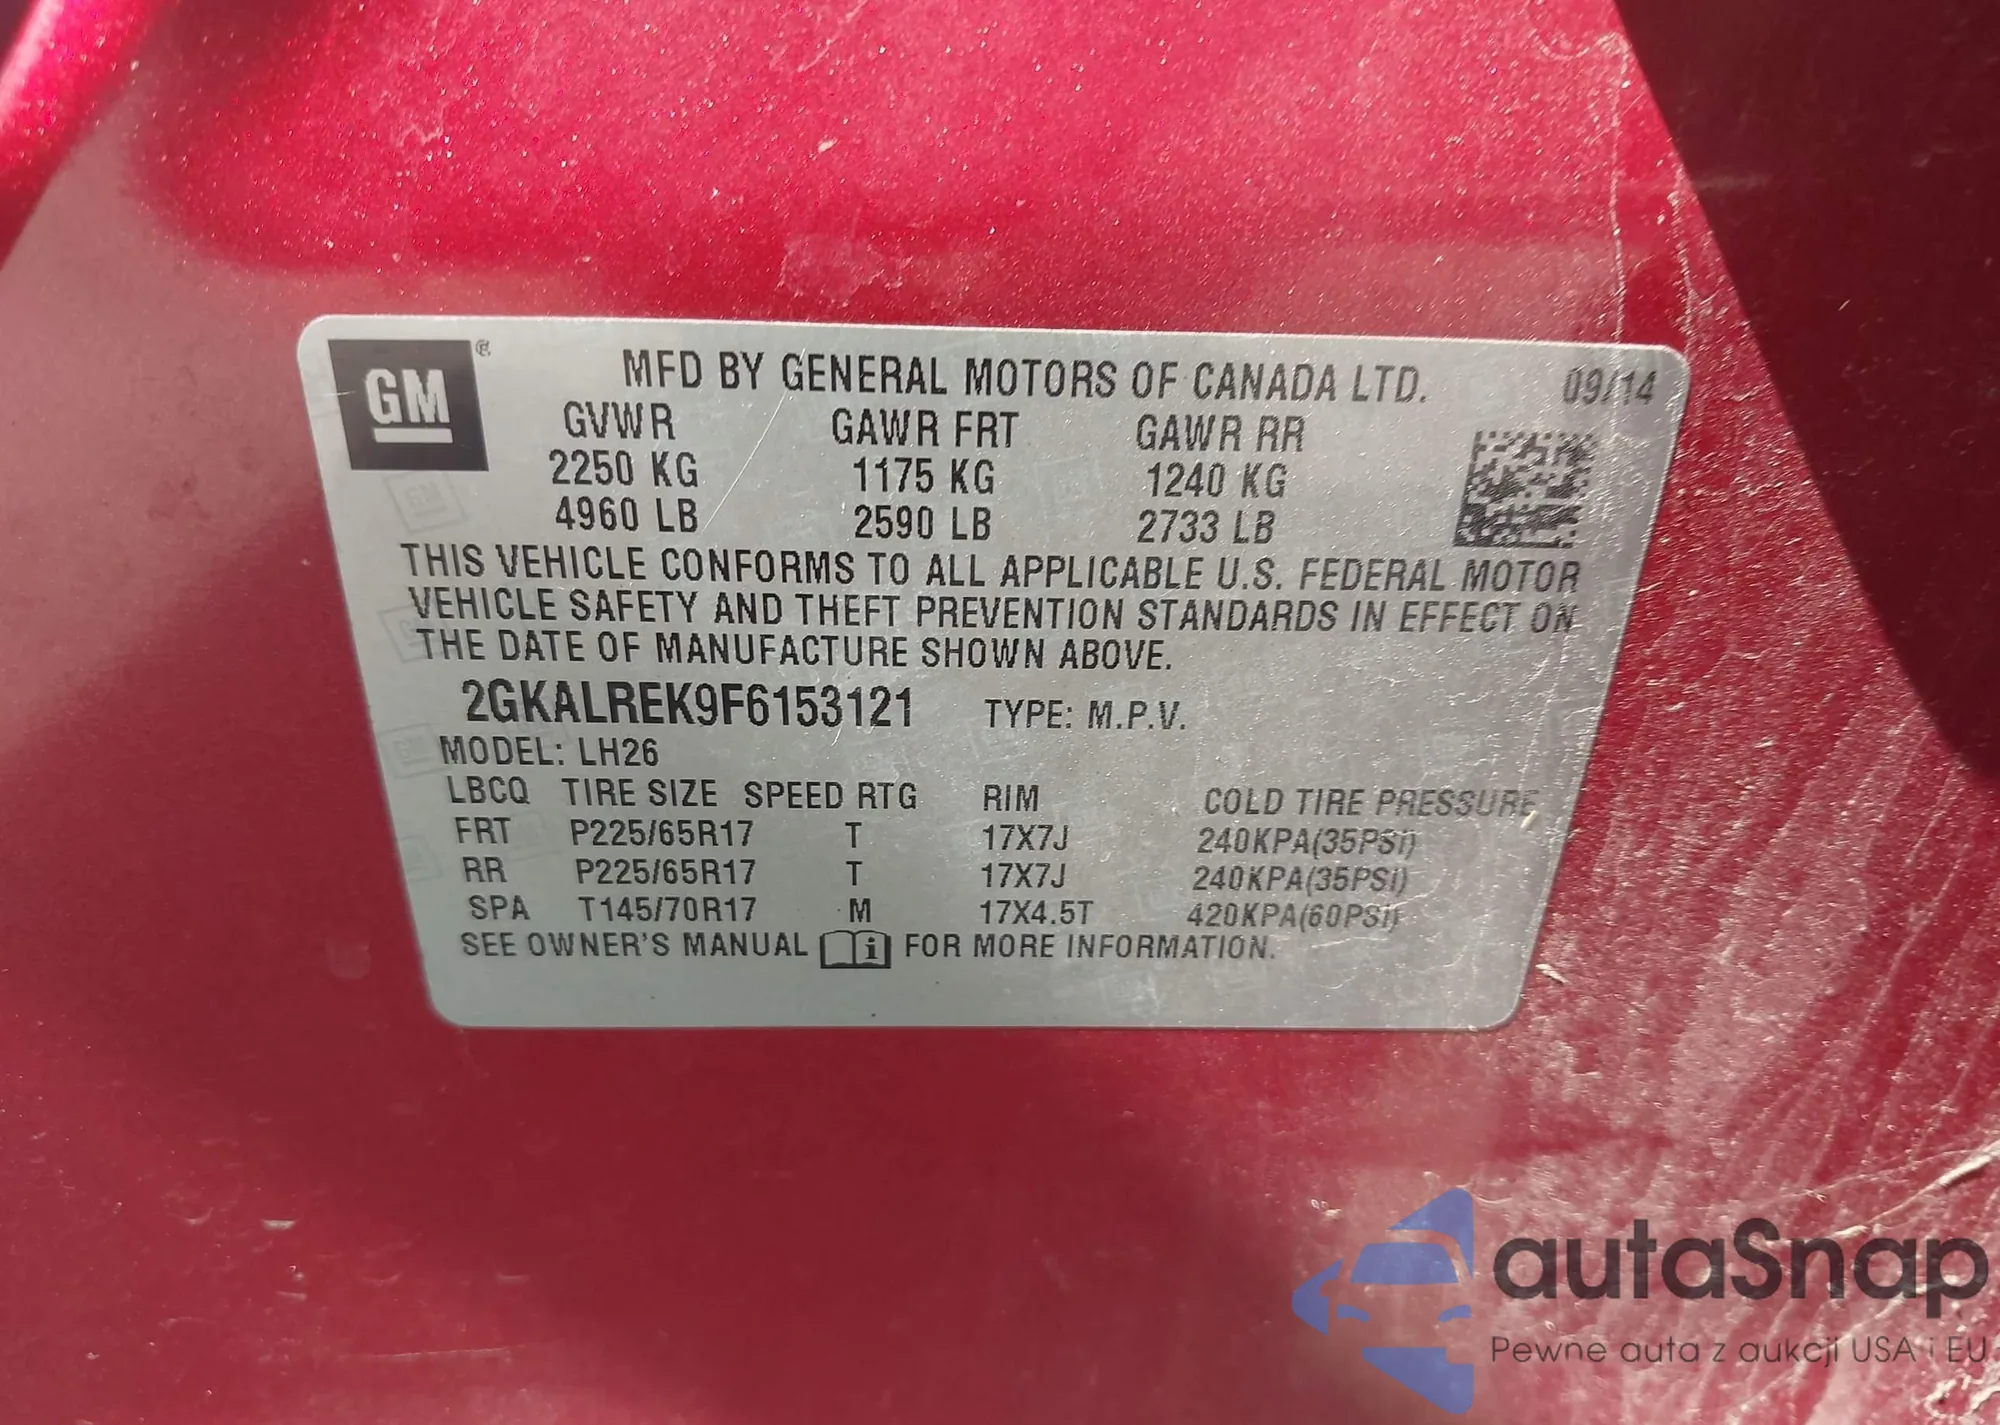 GM
MFD BY GENERAL MOTORS OF CANADA LTD. 09/14
GVWR GAWR FRT GAWR RR
2250 KG 1175 KG 1240 KG
4960 LB 2590 LB 2733 LB
THIS VEHICLE CONFORMS TO ALL APPLICABLE U.S. FEDERAL MOTOR
VEHICLE SAFETY AND THEFT PREVENTION STANDARDS IN EFFECT ON
THE DATE OF MANUFACTURE SHOWN ABOVE.
2GKALREK9F6153121 TYPE: M.P.V.
MODEL: LH26
LBCQ TIRE SIZE SPEED RTG RIM COLD TIRE PRESSURE
FRT P225/65R17 T 17X7J 240KPA(35PSI)
RR P225/65R17 T 17X7J 240KPA(35PSI)
SPA T145/70R17 M 17X4.5T 420KPA(60PSI)
SEE OWNER'S MANUAL i FOR MORE INFORMATION.
autaSnap
Pewne auta z aukcji USA i EU